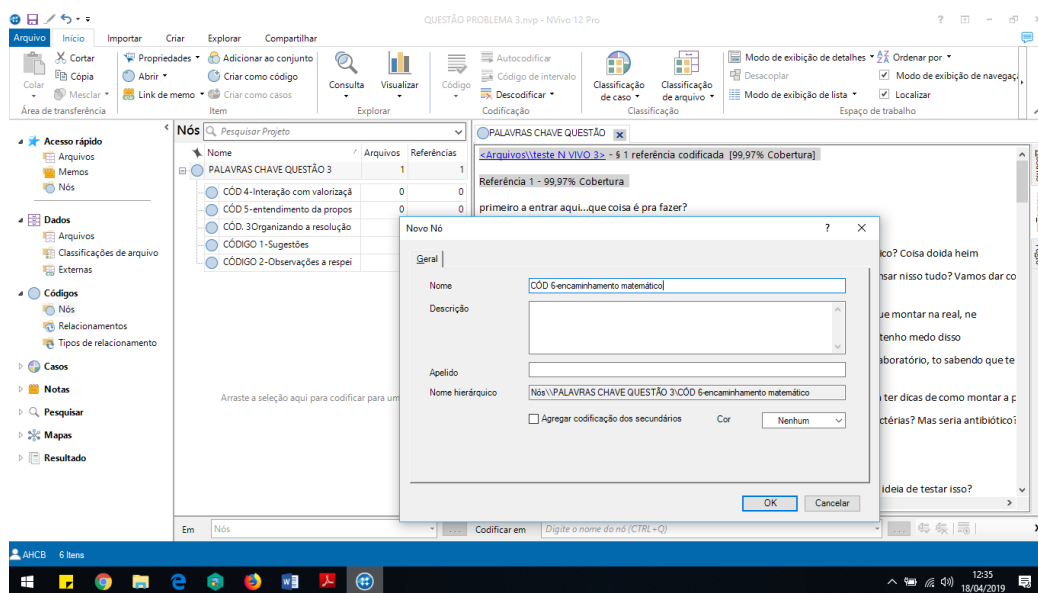 QUESTÃO PROBLEMA 3.nvp - NVivo 12 Pro
Arquivo Início Importar Criar Explorar Compartilhar
Colar
Cortar
Cópia
Mesclar
Área de transferência
Propriedades
Abrir
Link de memo
Adicionar ao conjunto
Criar como código
Criar como casos
Item
Consulta
Visualizar
Explorar
Código
Autocodificar
Código de intervalo
Descodificar
Codificação
Classificação de caso
Classificação de arquivo
Classificação
Modo de exibição de detalhes
Desacoplar
Modo de exibição de lista
Ordenar por
Modo de exibição de navegaç
Localizar
Espaço de trabalho
Acesso rápido
Arquivos
Memos
Nós
Dados
Arquivos
Classificações de arquivo
Externas
Códigos
Nós
Relacionamentos
Tipos de relacionamento
Casos
Notas
Pesquisar
Mapas
Resultado
Nós Pesquisar Projeto
Nome Arquivos Referências
PALAVRAS CHAVE QUESTÃO 3 1 1
CÓD 4-Interação com valorizaçã 0 0
CÓD 5-entendimento da propos 0 0
CÓD. 3Organizando a resolução
CÓDIGO 1-Sugestões
CÓDIGO 2-Observações a respei
Arraste a seleção aqui para codificar para um
PALAVRAS CHAVE QUESTÃO
<Arquivos\\teste N VIVO 3> - § 1 referência codificada [99,97% Cobertura]
Referência 1 - 99,97% Cobertura
primeiro a entrar aqui...que coisa é pra fazer?
ico? Coisa doida heim
nsar nisso tudo? Vamos dar co
ue montar na real, ne
tenho medo disso
aboratório, to sabendo que te
ter dicas de como montar a p
ctérias? Mas seria antibiótico?
ideia de testar isso?
Novo Nó
Geral
Nome CÓD 6-encaminhamento matemático
Descrição
Apelido
Nome hierárquico Nós\\PALAVRAS CHAVE QUESTÃO 3\CÓD 6-encaminhamento matemático
Agregar codificação dos secundários Cor Nenhum
OK Cancelar
Em Nós ... Codificar em Digite o nome do nó (CTRL+Q) ...
AHCB 6 Itens
12:35
18/04/2019